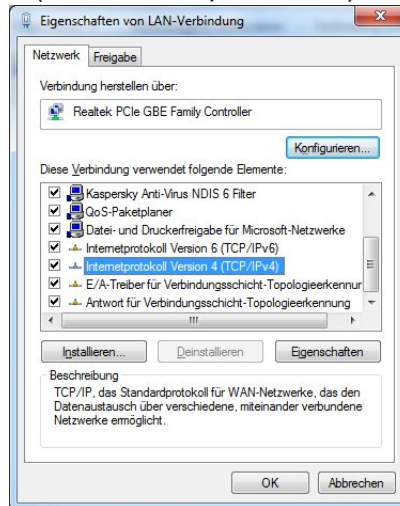 Eigenschaften von LAN-Verbindung
Netzwerk Freigabe
Verbindung herstellen über:
Realtek PCIe GBE Family Controller
Konfigurieren...
Diese Verbindung verwendet folgende Elemente:
Kaspersky Anti-Virus NDIS 6 Filter
QoS-Paketplaner
Datei- und Druckerfreigabe für Microsoft-Netzwerke
Internetprotokoll Version 6 (TCP/IPv6)
Internetprotokoll Version 4 (TCP/IPv4)
E/A-Treiber für Verbindungsschicht-Topologieerkennur
Antwort für Verbindungsschicht-Topologieerkennung
Installieren... Deinstallieren Eigenschaften
Beschreibung
TCP/IP, das Standardprotokoll für WAN-Netzwerke, das den
Datenaustausch über verschiedene, miteinander verbundene
Netzwerke ermöglicht.
OK Abbrechen